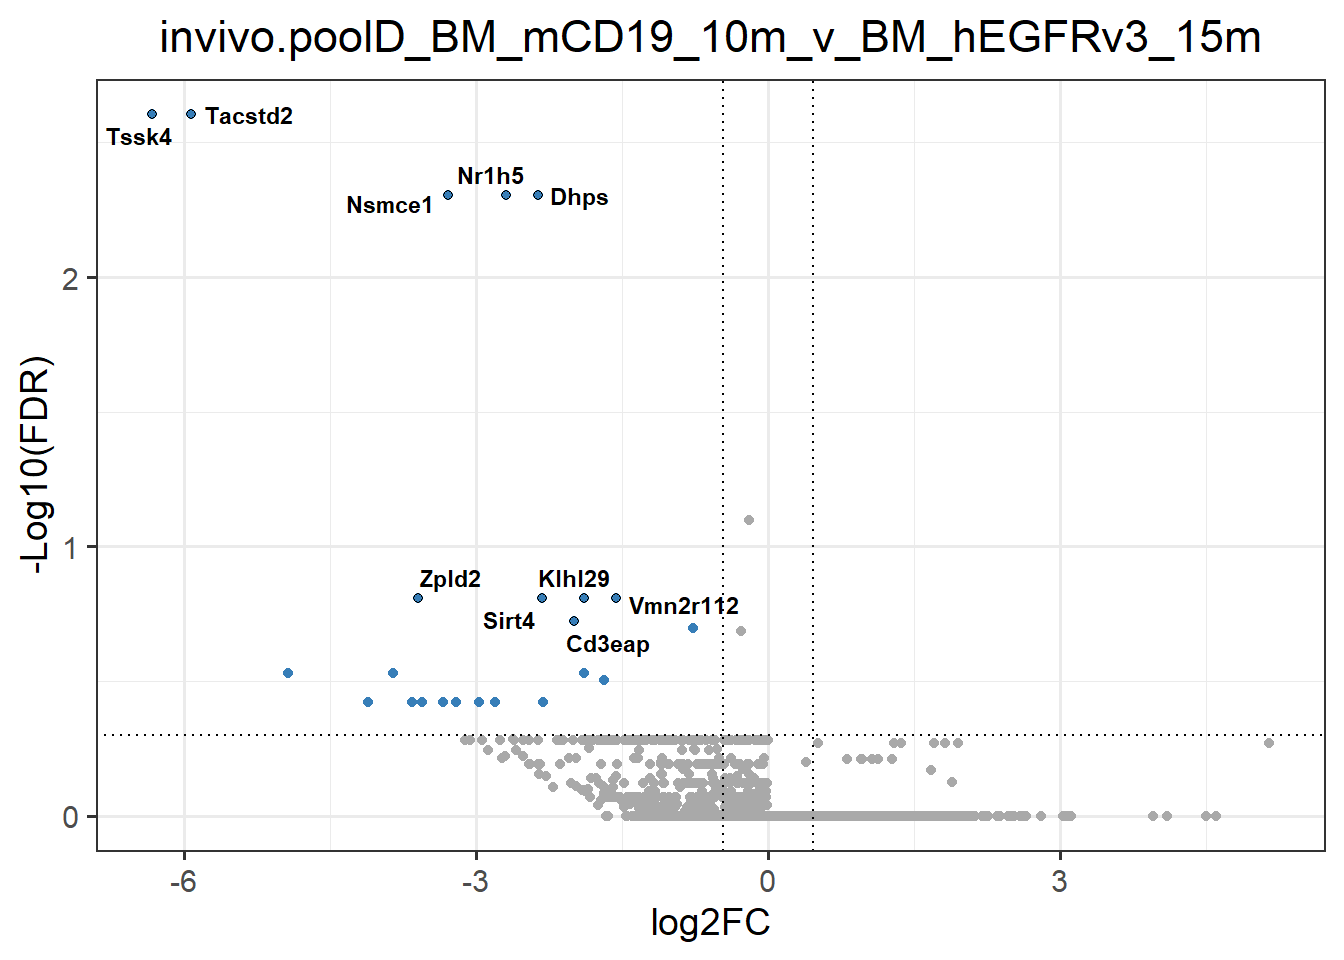 invivo.poolD_BM_mCD19_10m_v_BM_hEGFRv3_15m
Tacstd2
Tssk4
Nr1h5
Nsmce1
Dhps
2
-Log10(FDR)
1
Zpld2
Klhl29
Vmn2r112
Sirt4
Cd3eap
0
-6
-3
0
3
log2FC